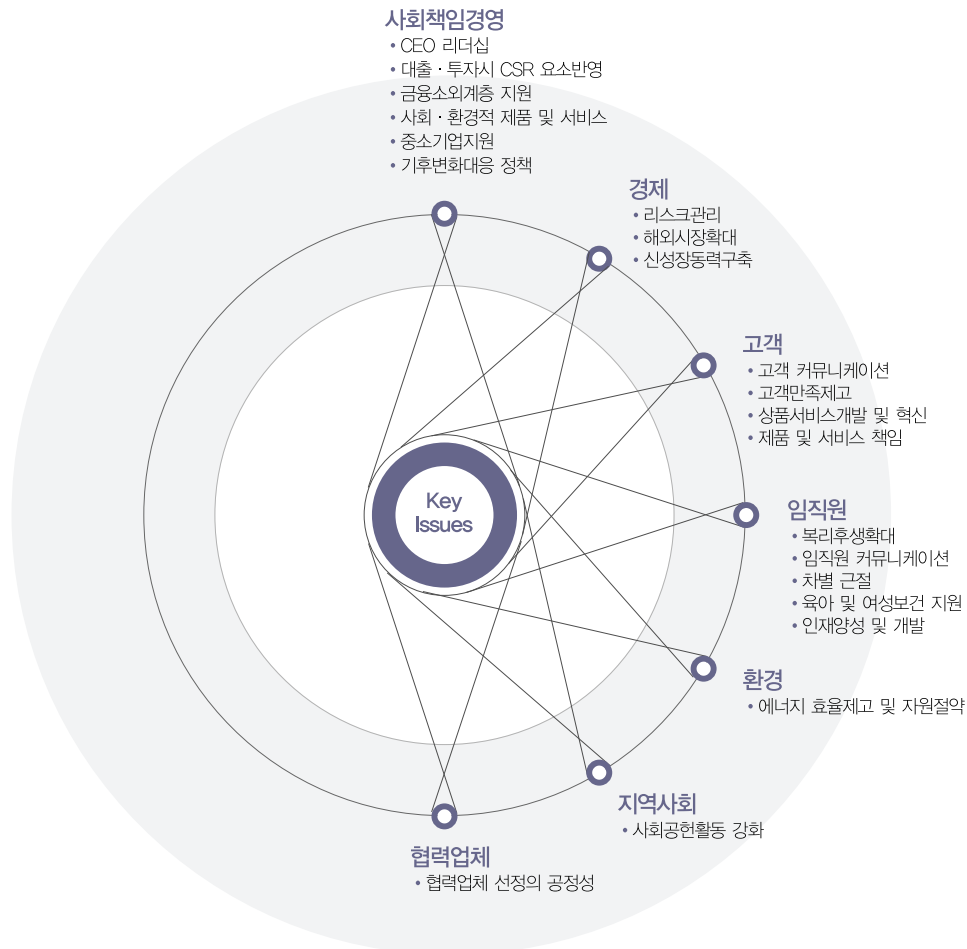 사회책임경영
• CEO 리더십
• 대출 · 투자시 CSR 요소반영
• 금융소외계층 지원
• 사회 · 환경적 제품 및 서비스
• 중소기업지원
• 기후변화대응 정책
경제
• 리스크관리
• 해외시장확대
• 신성장동력구축
고객
• 고객 커뮤니케이션
• 고객만족제고
• 상품서비스개발 및 혁신
• 제품 및 서비스 책임
Key
Issues
임직원
• 복리후생확대
• 임직원 커뮤니케이션
• 차별 근절
• 육아 및 여성보건 지원
• 인재양성 및 개발
환경
• 에너지 효율제고 및 자원절약
지역사회
• 사회공헌활동 강화
협력업체
• 협력업체 선정의 공정성